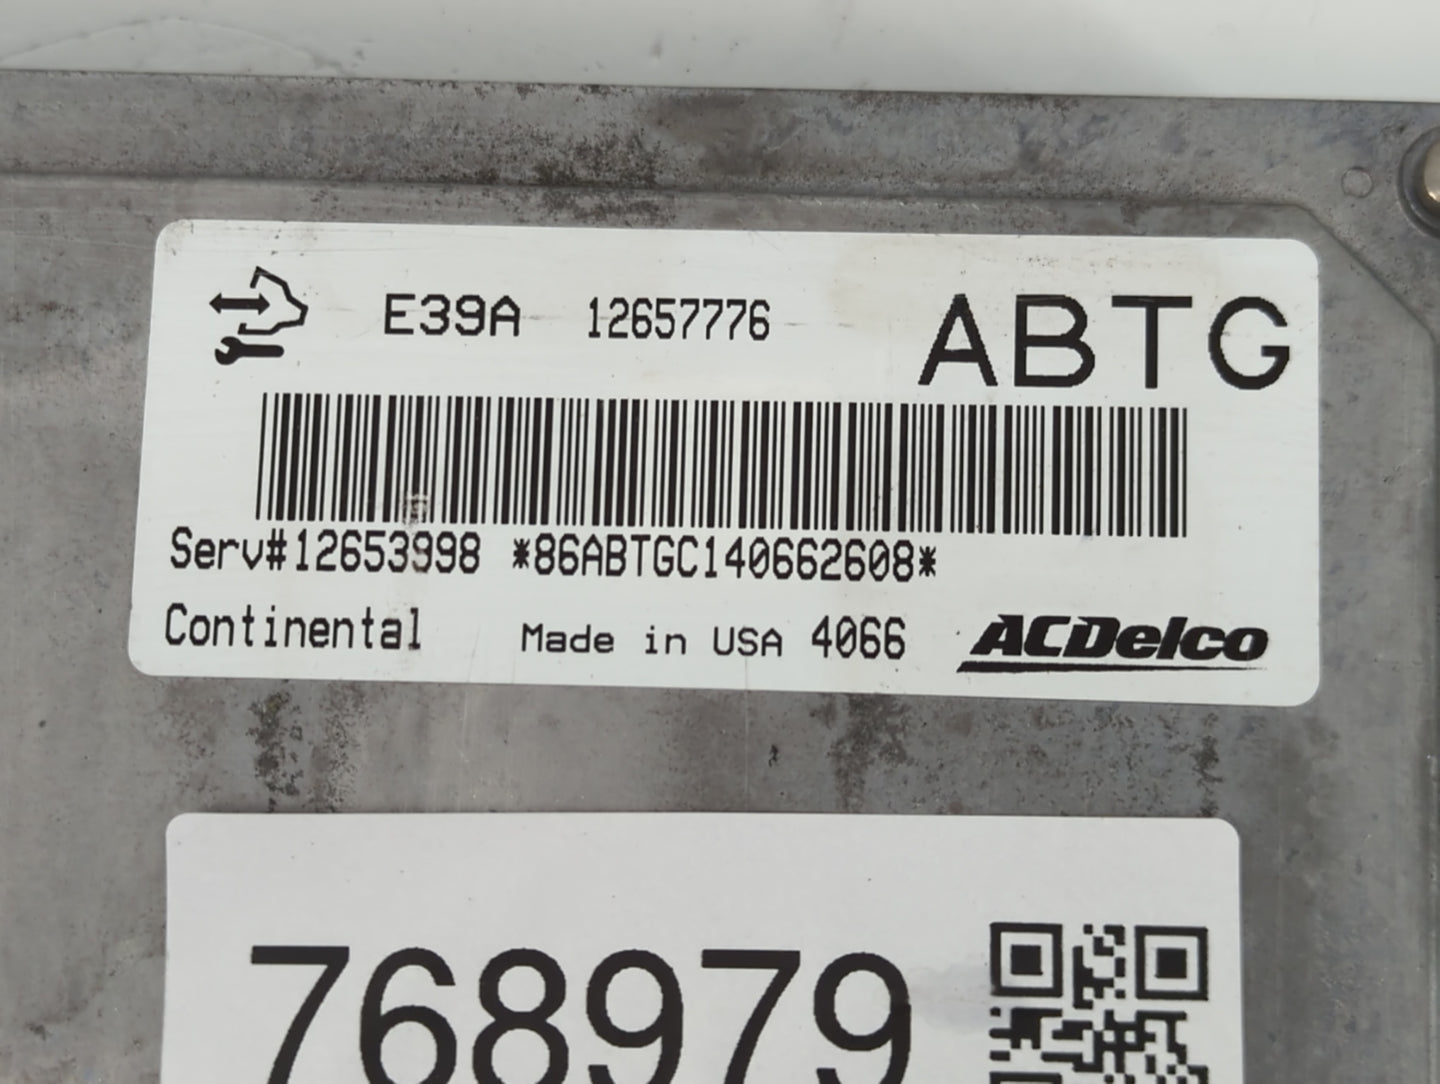 E39A 12657776 ABTG
Serv#12653998 *86ABTGC140662608*
Continental Made in USA 4066 ACDelco
768979